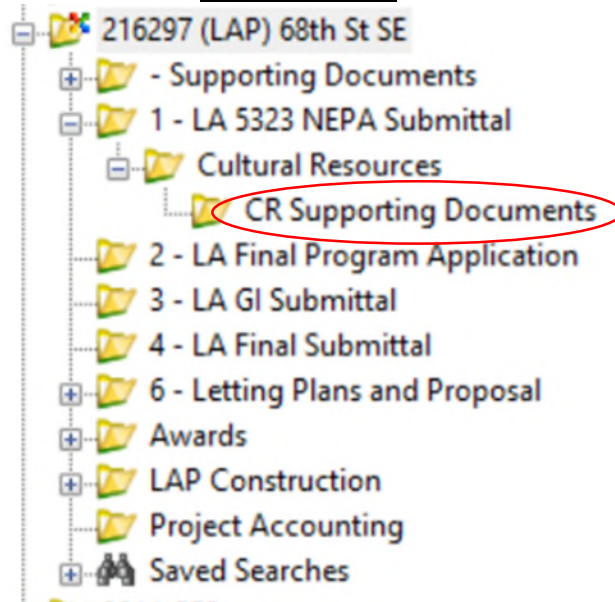 216297 (LAP) 68th St SE
- Supporting Documents
1 - LA 5323 NEPA Submittal
Cultural Resources
CR Supporting Documents
2 - LA Final Program Application
3 - LA GI Submittal
4 - LA Final Submittal
6 - Letting Plans and Proposal
Awards
LAP Construction
Project Accounting
Saved Searches